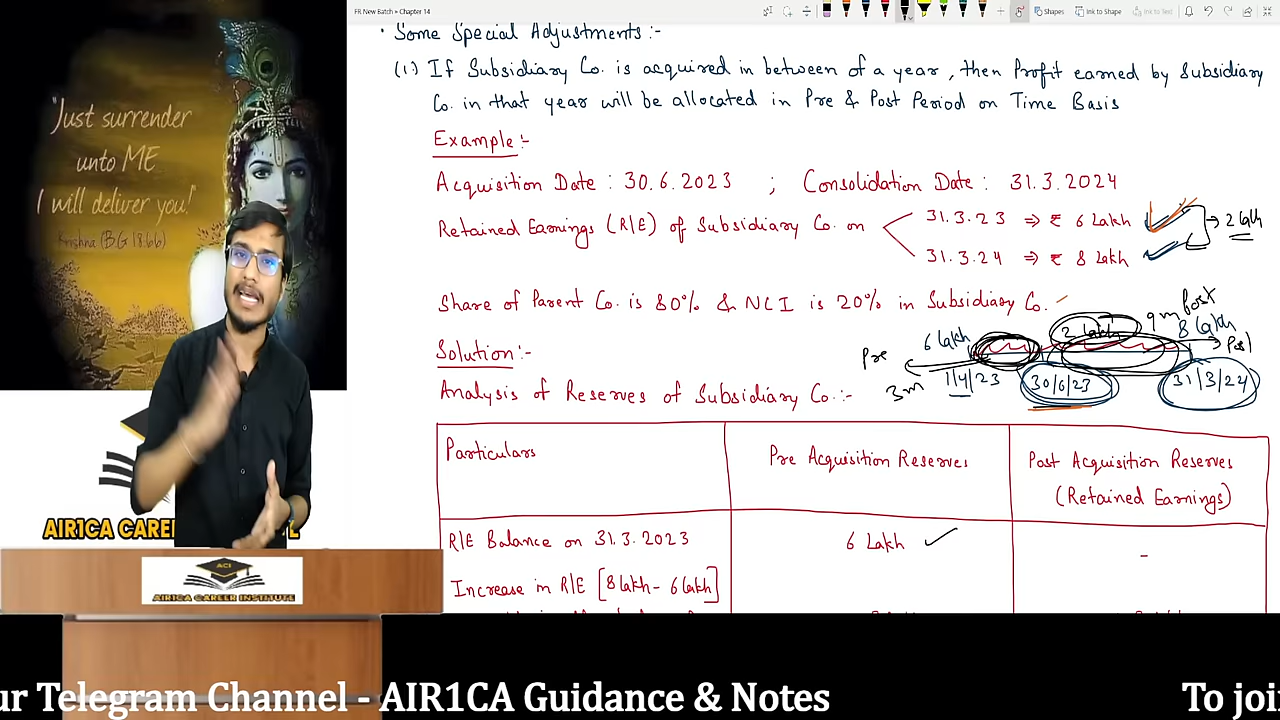 FR New Batch » Chapter 14
Shapes
Ink to Shape
Ink to Text
• Some Special Adjustments :-
(1) If Subsidiary Co. is acquired in between of a year, then Profit earned by Subsidiary
Co. in that year will be allocated in Pre & Post Period on Time Basis
Example :-
Acquisition Date : 30.6.2023 ; Consolidation Date : 31.3.2024
Retained Earnings (R/E) of Subsidiary Co. on
31.3.23 ⇒ ₹ 6 Lakh
31.3.24 ⇒ ₹ 8 Lakh
→ 2 lakh
Share of Parent Co. is 80% & NCI is 20% in Subsidiary Co.
Solution :-
Pre
3m
6 lakh
1/4/23
2 lakh
30/6/23
9m
Post
8 lakh
Post
31/3/24
Analysis of Reserves of Subsidiary Co. :-
Particulars
Pre Acquisition Reserves
Post Acquisition Reserves
(Retained Earnings)
R/E Balance on 31.3.2023
6 Lakh
-
Increase in R/E [8 lakh - 6 lakh]
"Just surrender
unto ME
I will deliver you!"
Krishna (BG 18:66)
AIR1CA CAREE
L
ACI
AIR1CA CAREER INSTITUTE
ur Telegram Channel - AIR1CA Guidance & Notes
To joi